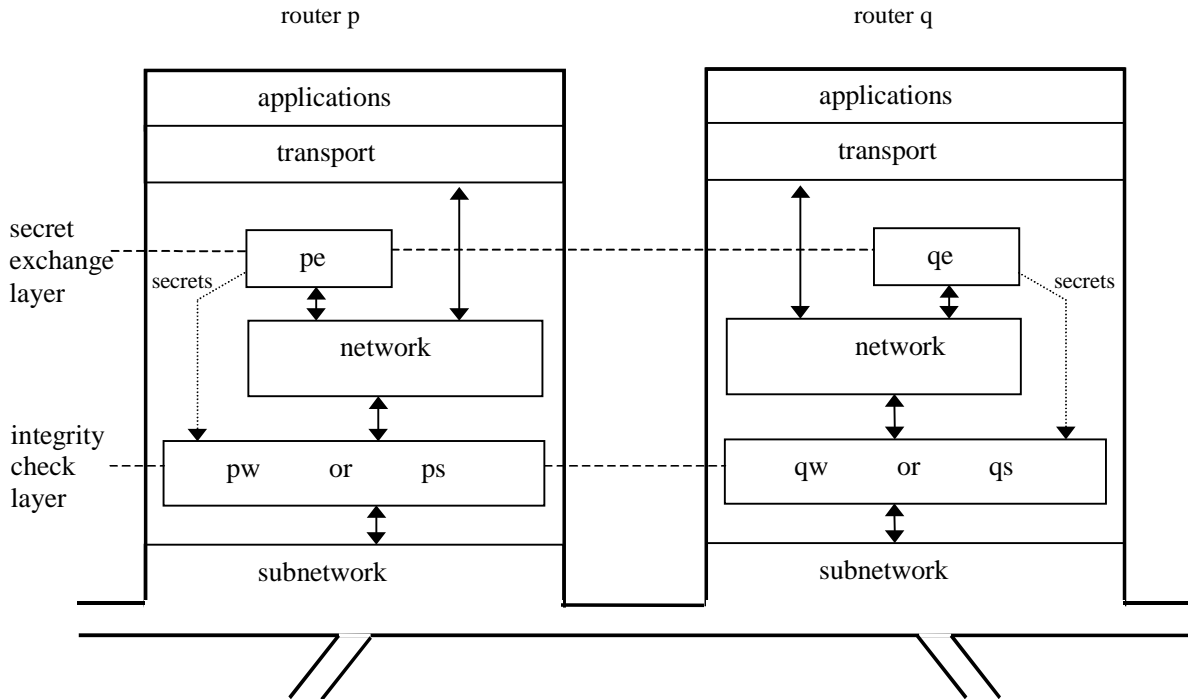 router p
router q
applications
applications
transport
transport
secret
exchange
layer
pe
qe
secrets
secrets
network
network
integrity
check
layer
pw or ps
qw or qs
subnetwork
subnetwork